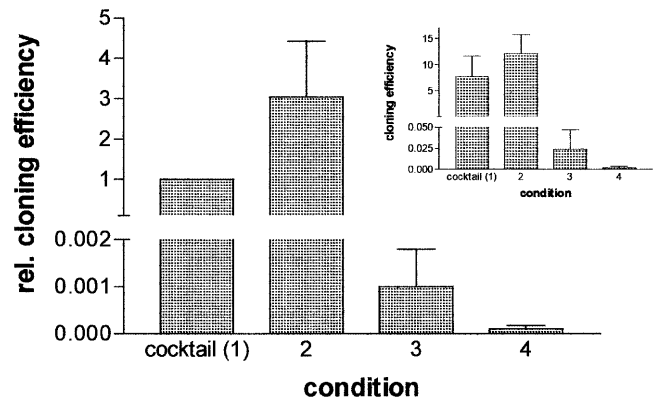 rel. cloning efficiency
5
4
3
2
1
0.002
0.001
0.000
cocktail (1) 2 3 4
condition
cloning efficiency
15
10
5
0.050
0.025
0.000
cocktail (1) 2 3 4
condition